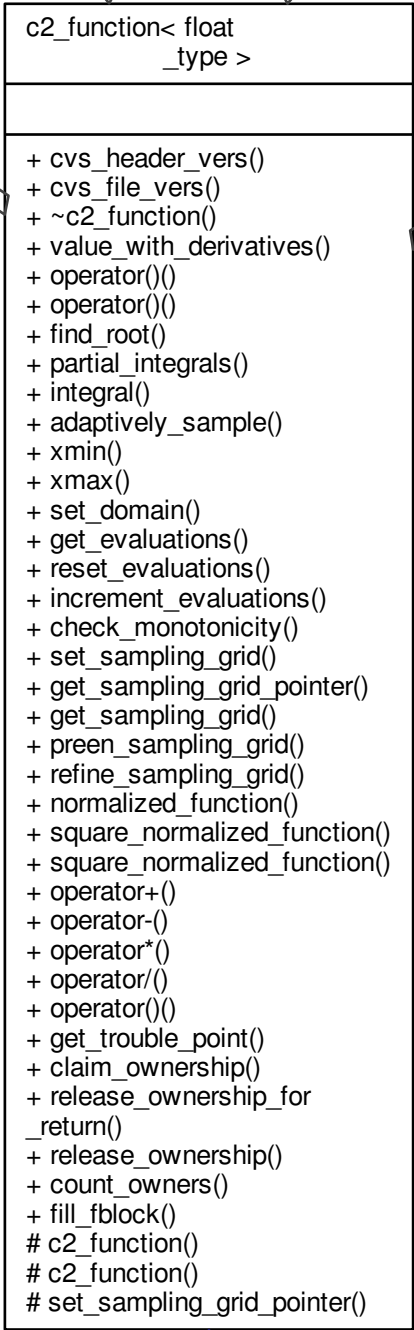 c2_function< float
_type >
+ cvs_header_vers()
+ cvs_file_vers()
+ ~c2_function()
+ value_with_derivatives()
+ operator()()
+ operator()()
+ find_root()
+ partial_integrals()
+ integral()
+ adaptively_sample()
+ xmin()
+ xmax()
+ set_domain()
+ get_evaluations()
+ reset_evaluations()
+ increment_evaluations()
+ check_monotonicity()
+ set_sampling_grid()
+ get_sampling_grid_pointer()
+ get_sampling_grid()
+ preen_sampling_grid()
+ refine_sampling_grid()
+ normalized_function()
+ square_normalized_function()
+ square_normalized_function()
+ operator+()
+ operator-()
+ operator*()
+ operator/()
+ operator()()
+ get_trouble_point()
+ claim_ownership()
+ release_ownership_for
_return()
+ release_ownership()
+ count_owners()
+ fill_fblock()
# c2_function()
# c2_function()
# set_sampling_grid_pointer()